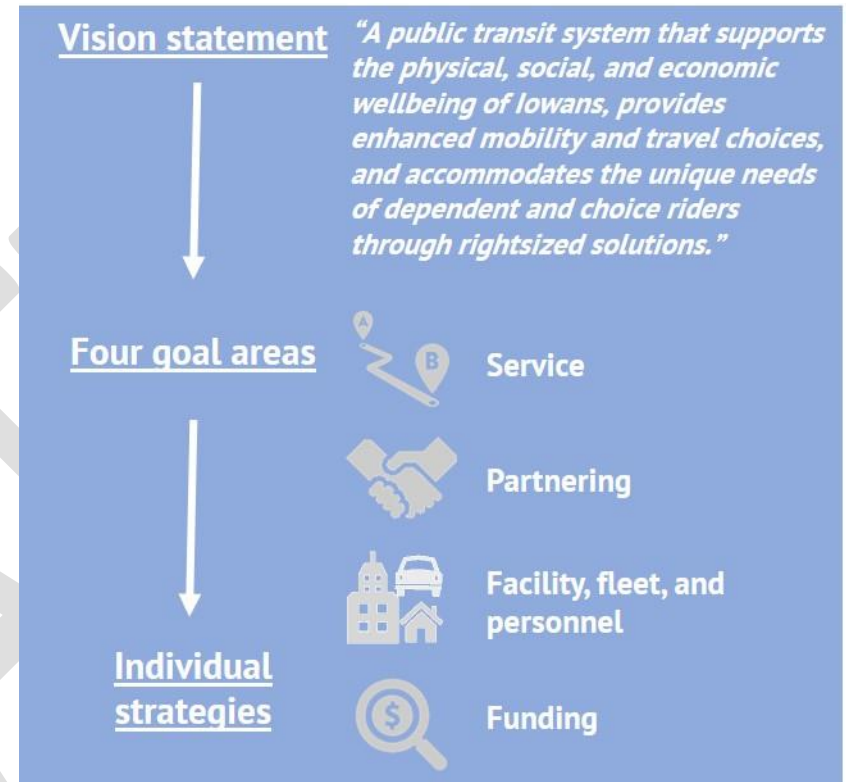 Vision statement
“A public transit system that supports
the physical, social, and economic
wellbeing of Iowans, provides
enhanced mobility and travel choices,
and accommodates the unique needs
of dependent and choice riders
through rightsized solutions.”
Four goal areas
A
B
Service
Partnering
Facility, fleet, and
personnel
Individual
strategies
$
Funding